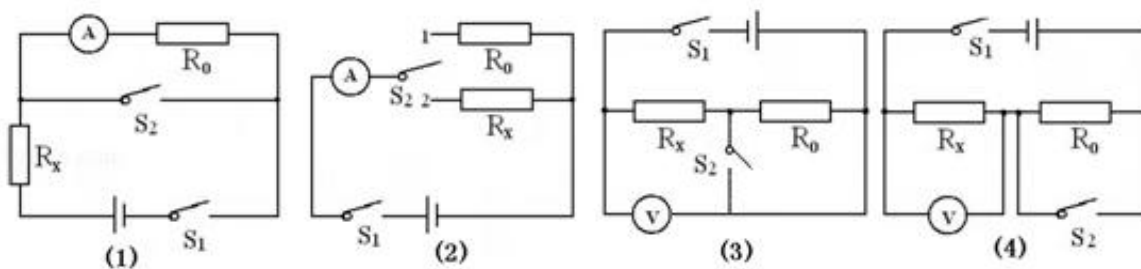 A R₀ S₂ Rₓ S₁ (1)
1 R₀ A S₂ 2 Rₓ S₁ (2)
S₁ Rₓ R₀ S₂ V (3)
S₁ Rₓ R₀ V S₂ (4)